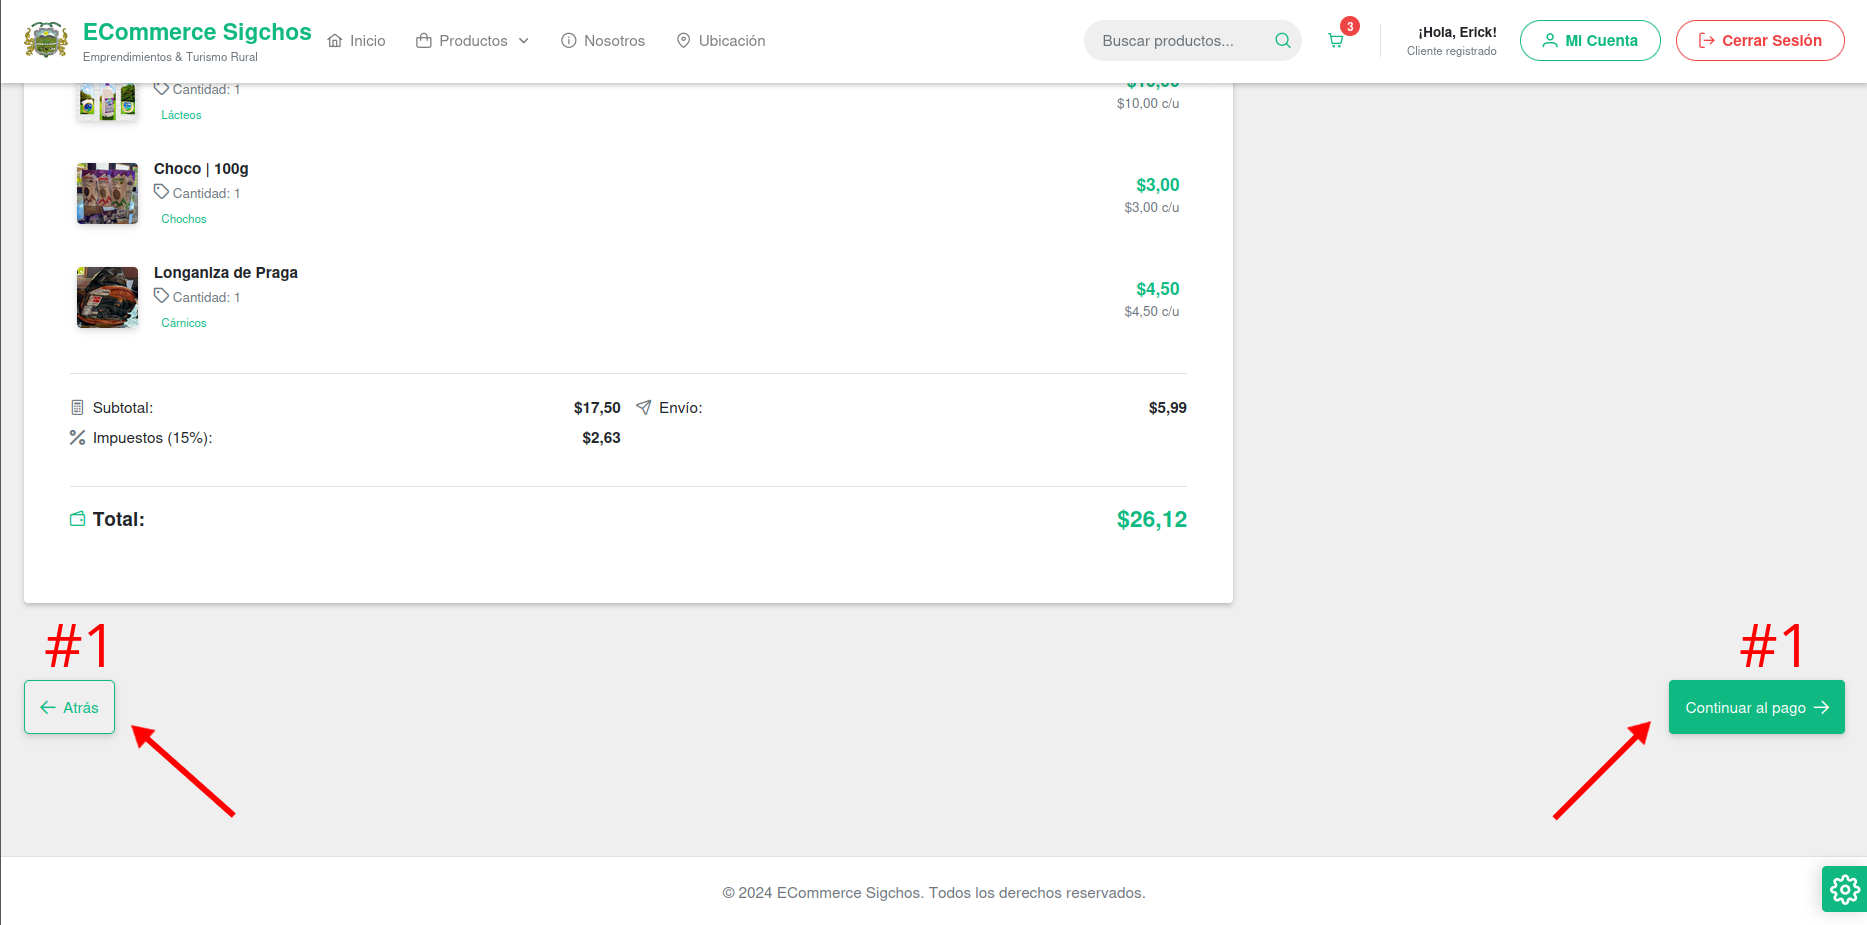 ECommerce Sigchos
Emprendimientos & Turismo Rural
Inicio
Productos
Nosotros
Ubicación
Buscar productos...
3
¡Hola, Erick!
Cliente registrado
Mi Cuenta
Cerrar Sesión
Cantidad: 1
Lácteos
$10,00
$10,00 c/u
Choco | 100g
Cantidad: 1
Chochos
$3,00
$3,00 c/u
Longaniza de Praga
Cantidad: 1
Cárnicos
$4,50
$4,50 c/u
Subtotal: $17,50
Envío: $5,99
Impuestos (15%): $2,63
Total: $26,12
#1
#1
Atrás
Continuar al pago
© 2024 ECommerce Sigchos. Todos los derechos reservados.